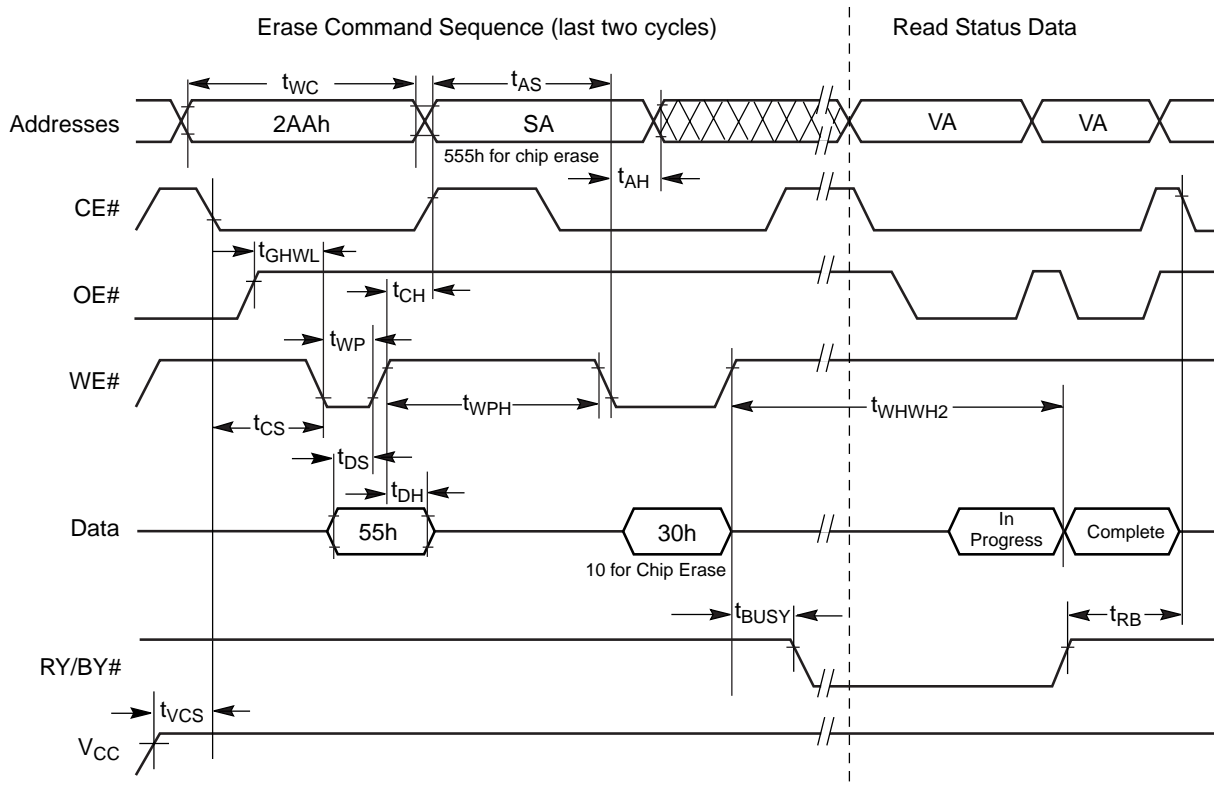 Erase Command Sequence (last two cycles) Read Status Data
tWC tAS
Addresses 2AAh SA VA VA
555h for chip erase
tAH
CE#
tGHWL
OE# tCH
tWP
WE#
tWPH tWHWH2
tCS
tDS
tDH
Data 55h 30h In Progress Complete
10 for Chip Erase
tBUSY tRB
RY/BY#
tVCS
VCC